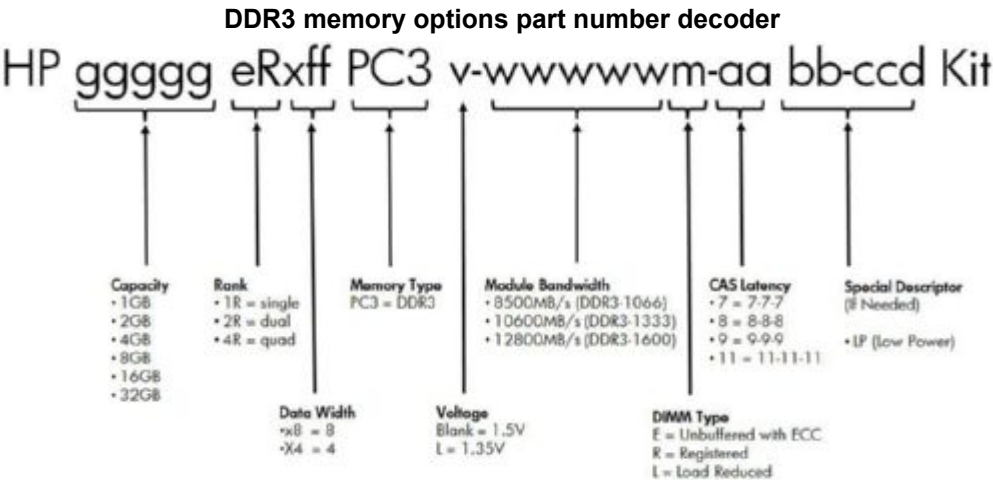 DDR3 memory options part number decoder
HP ggggg eRxff PC3 v-wwwwwm-aa bb-ccd Kit
Capacity
• 1GB
• 2GB
• 4GB
• 8GB
• 16GB
• 32GB
Rank
• 1R = single
• 2R = dual
• 4R = quad
Memory Type
PC3 = DDR3
Module Bandwidth
• 8500MB/s (DDR3-1066)
• 10600MB/s (DDR3-1333)
• 12800MB/s (DDR3-1600)
CAS Latency
• 7 = 7-7-7
• 8 = 8-8-8
• 9 = 9-9-9
• 11 = 11-11-11
Special Descriptor
(If Needed)
• LP (Low Power)
Data Width
•x8 = 8
•X4 = 4
Voltage
Blank = 1.5V
L = 1.35V
DIMM Type
E = Unbuffered with ECC
R = Registered
L = Load Reduced